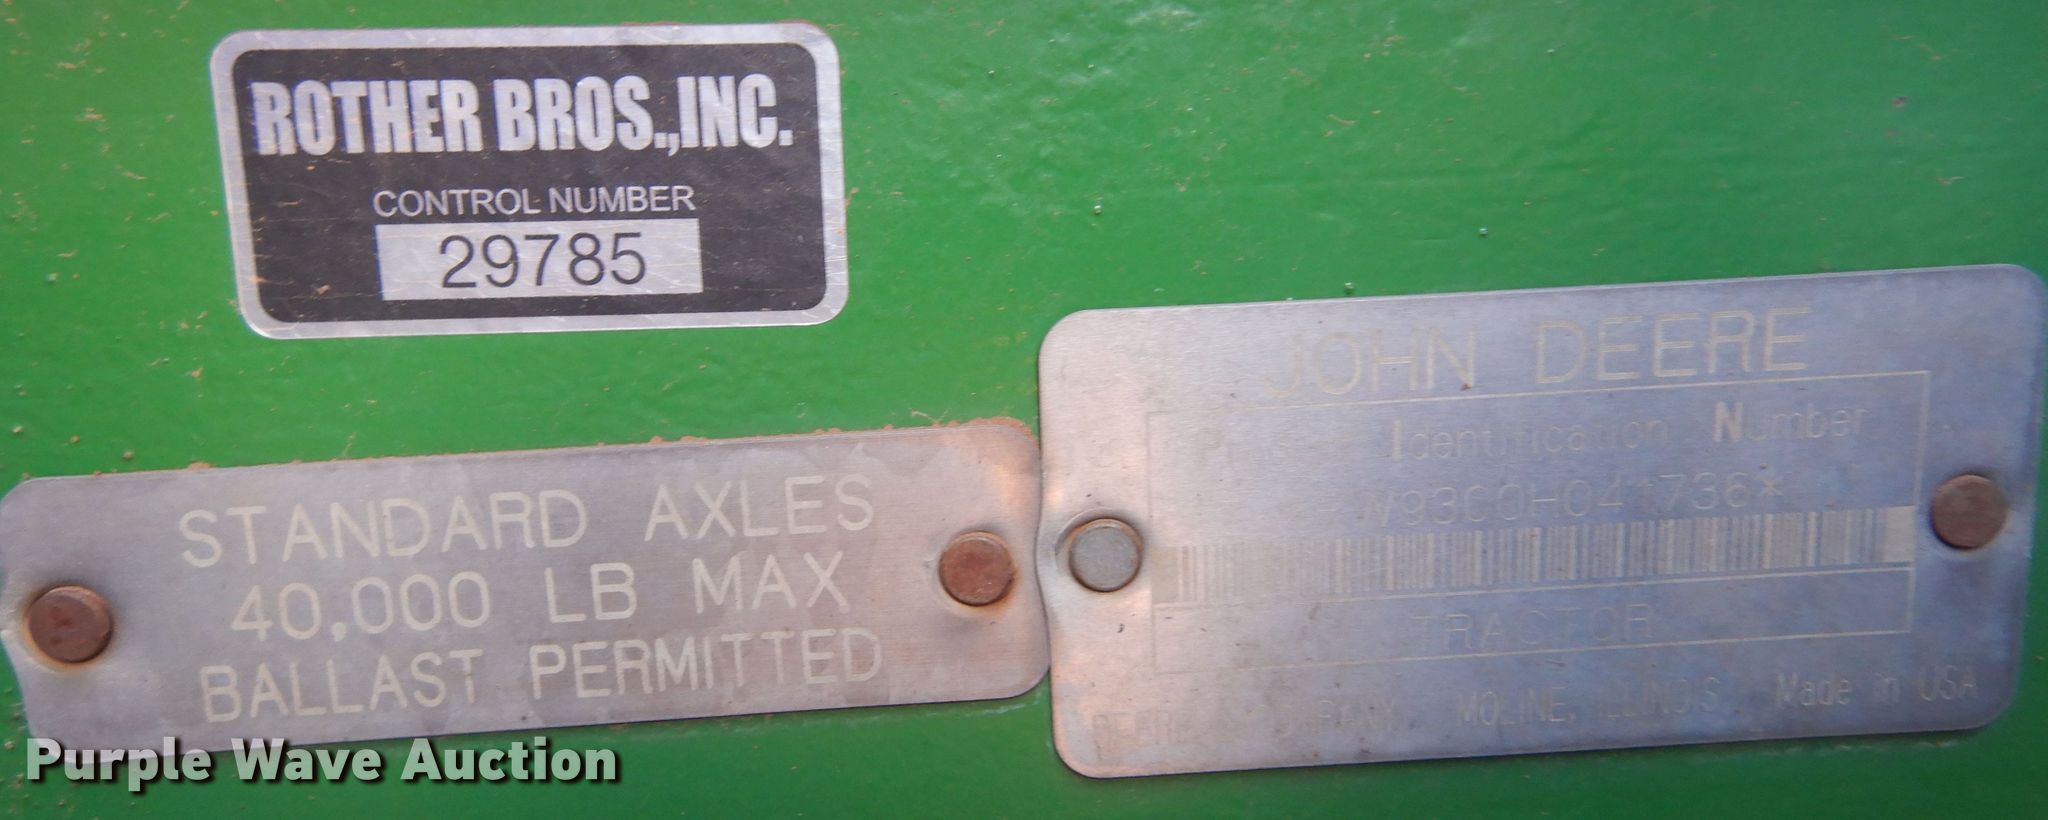 ROTHER BROS.,INC.
CONTROL NUMBER
29785
STANDARD AXLES
40,000 LB MAX
BALLAST PERMITTED
JOHN DEERE
Identification Number
TRACTOR
MOLINE, ILLINOIS Made in USA
Purple Wave Auction